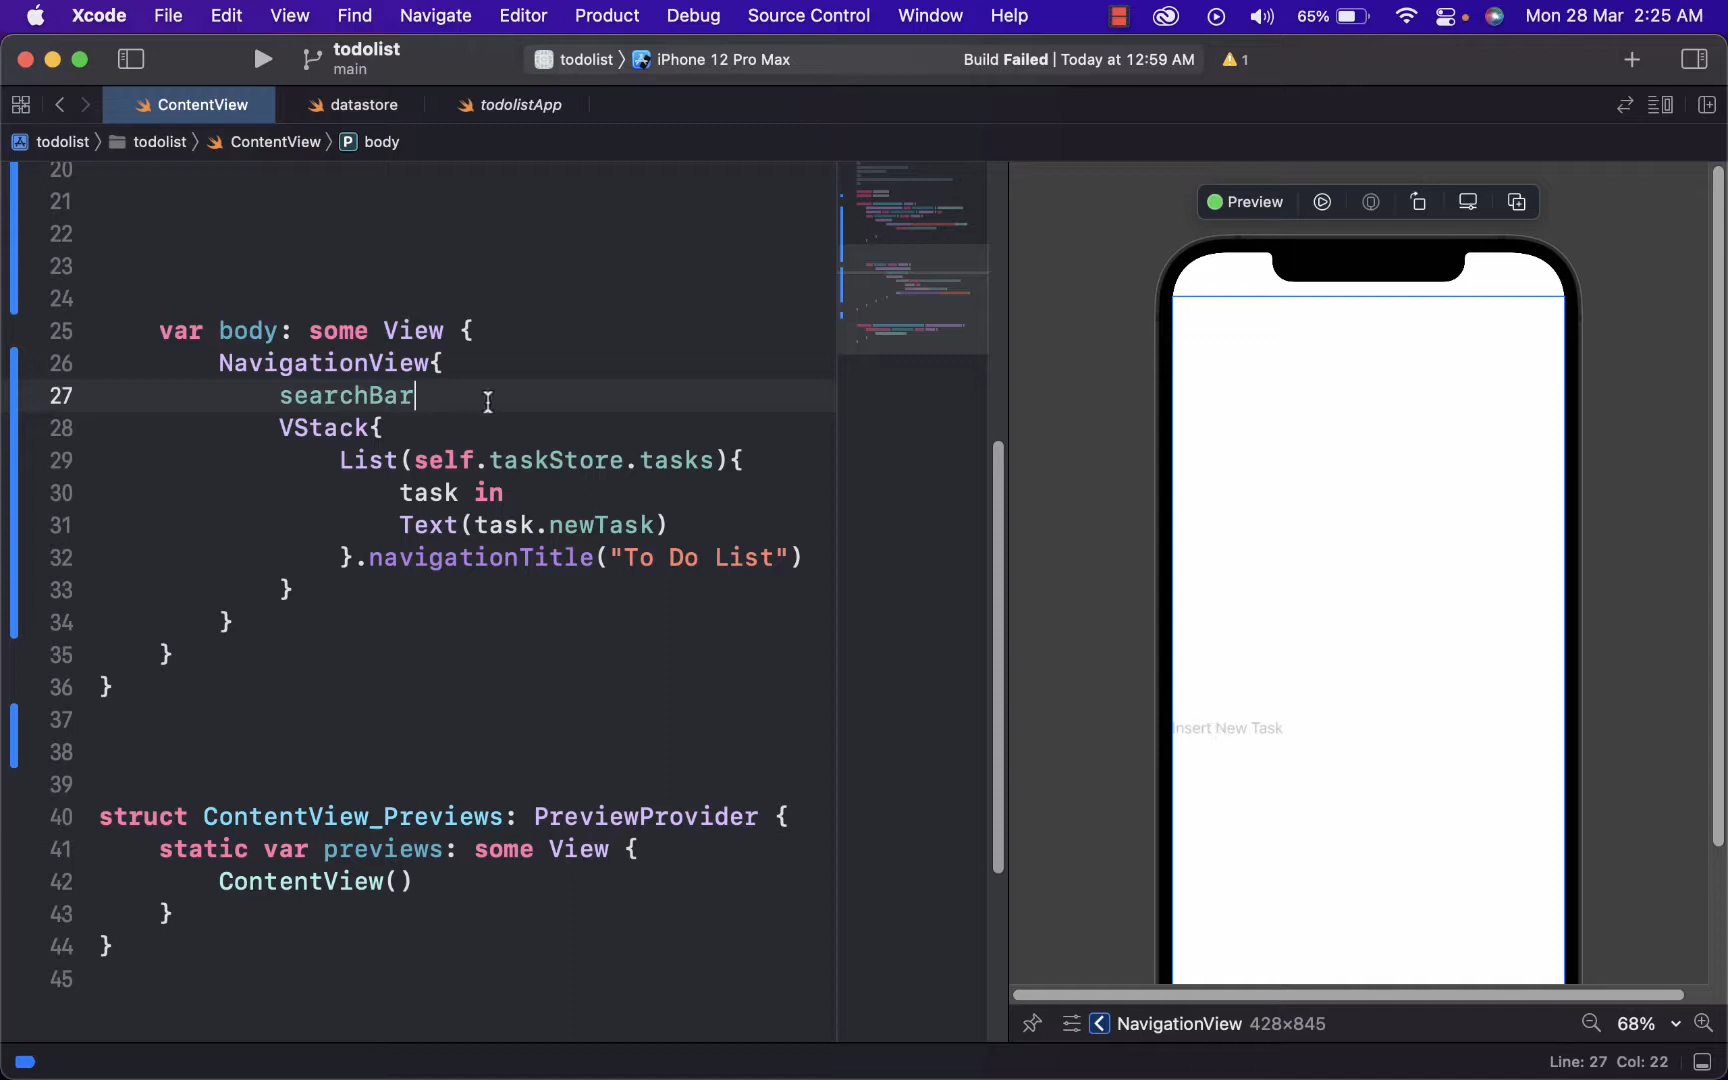 Xcode File Edit View Find Navigate Editor Product Debug Source Control Window Help 65% Mon 28 Mar 2:25 AM
todolist
main
todolist 〉 iPhone 12 Pro Max
Build Failed | Today at 12:59 AM
1
ContentView datastore todolistApp
todolist 〉 todolist 〉 ContentView 〉 P body
20
21
22
23
24
25 var body: some View {
26 NavigationView{
27 searchBar
28 VStack{
29 List(self.taskStore.tasks){
30 task in
31 Text(task.newTask)
32 }.navigationTitle("To Do List")
33 }
34 }
35 }
36 }
37
38
39
40 struct ContentView_Previews: PreviewProvider {
41 static var previews: some View {
42 ContentView()
43 }
44 }
45
Preview
Insert New Task
NavigationView 428×845
68%
Line: 27 Col: 22